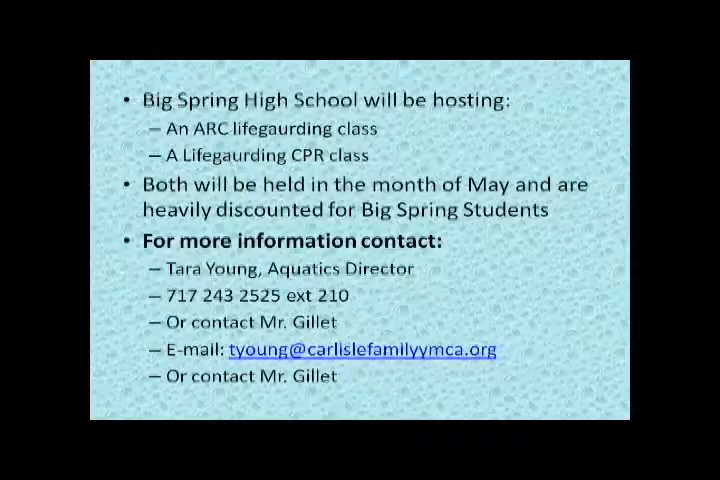 • Big Spring High School will be hosting:
– An ARC lifegaurding class
– A Lifegaurding CPR class
• Both will be held in the month of May and are
heavily discounted for Big Spring Students
• For more information contact:
– Tara Young, Aquatics Director
– 717 243 2525 ext 210
– Or contact Mr. Gillet
– E-mail: tyoung@carlislefamilyymca.org
– Or contact Mr. Gillet